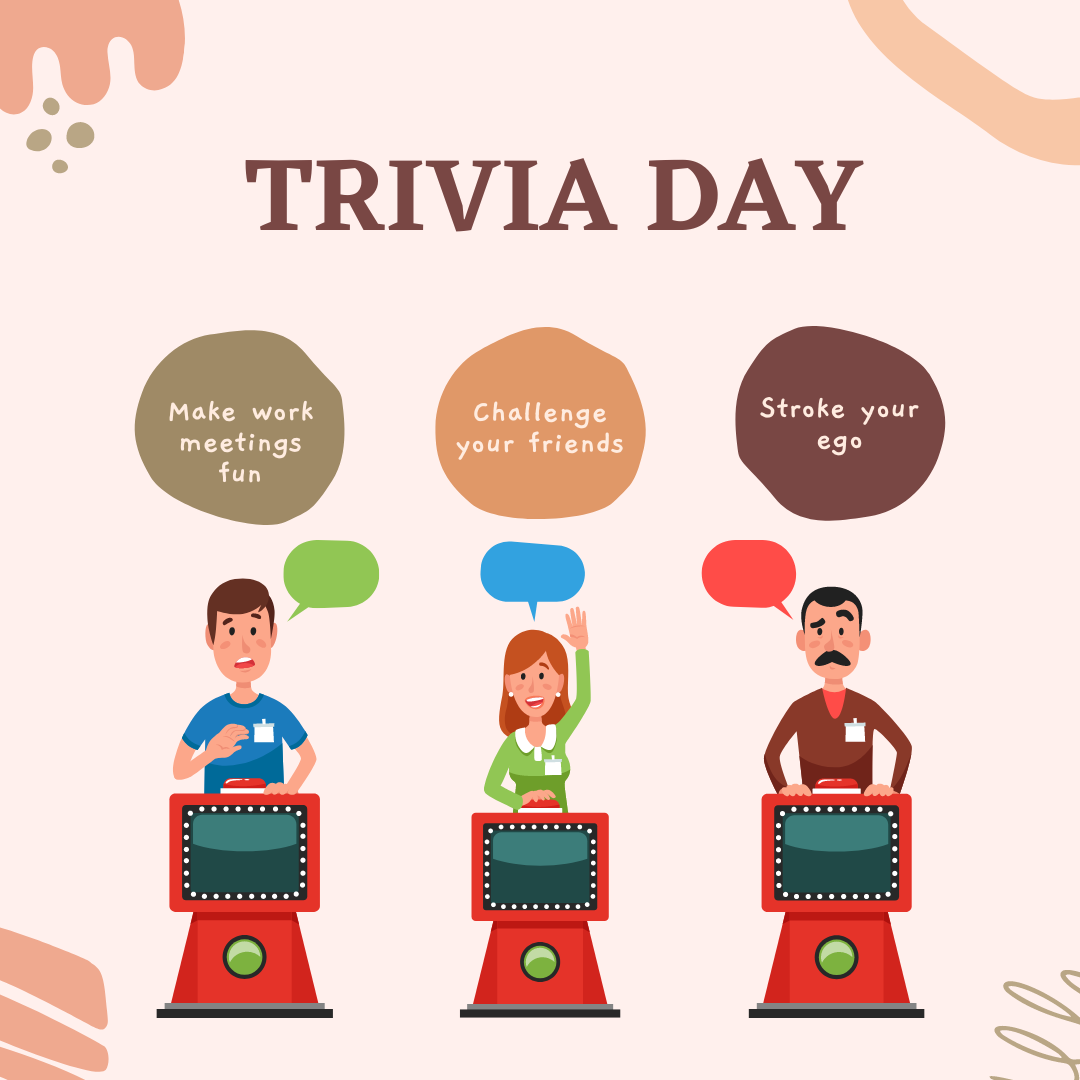 TRIVIA DAY
Make work
meetings
fun
Challenge
your friends
Stroke your
ego